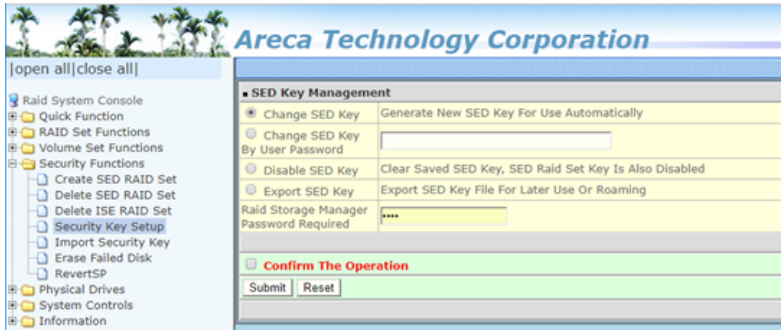 Areca Technology Corporation
|open all|close all|
Raid System Console
Quick Function
RAID Set Functions
Volume Set Functions
Security Functions
Create SED RAID Set
Delete SED RAID Set
Delete ISE RAID Set
Security Key Setup
Import Security Key
Erase Failed Disk
RevertSP
Physical Drives
System Controls
Information
SED Key Management
Change SED Key Generate New SED Key For Use Automatically
Change SED Key
By User Password
Disable SED Key Clear Saved SED Key, SED Raid Set Key Is Also Disabled
Export SED Key Export SED Key File For Later Use Or Roaming
Raid Storage Manager
Password Required ••••
Confirm The Operation
Submit Reset